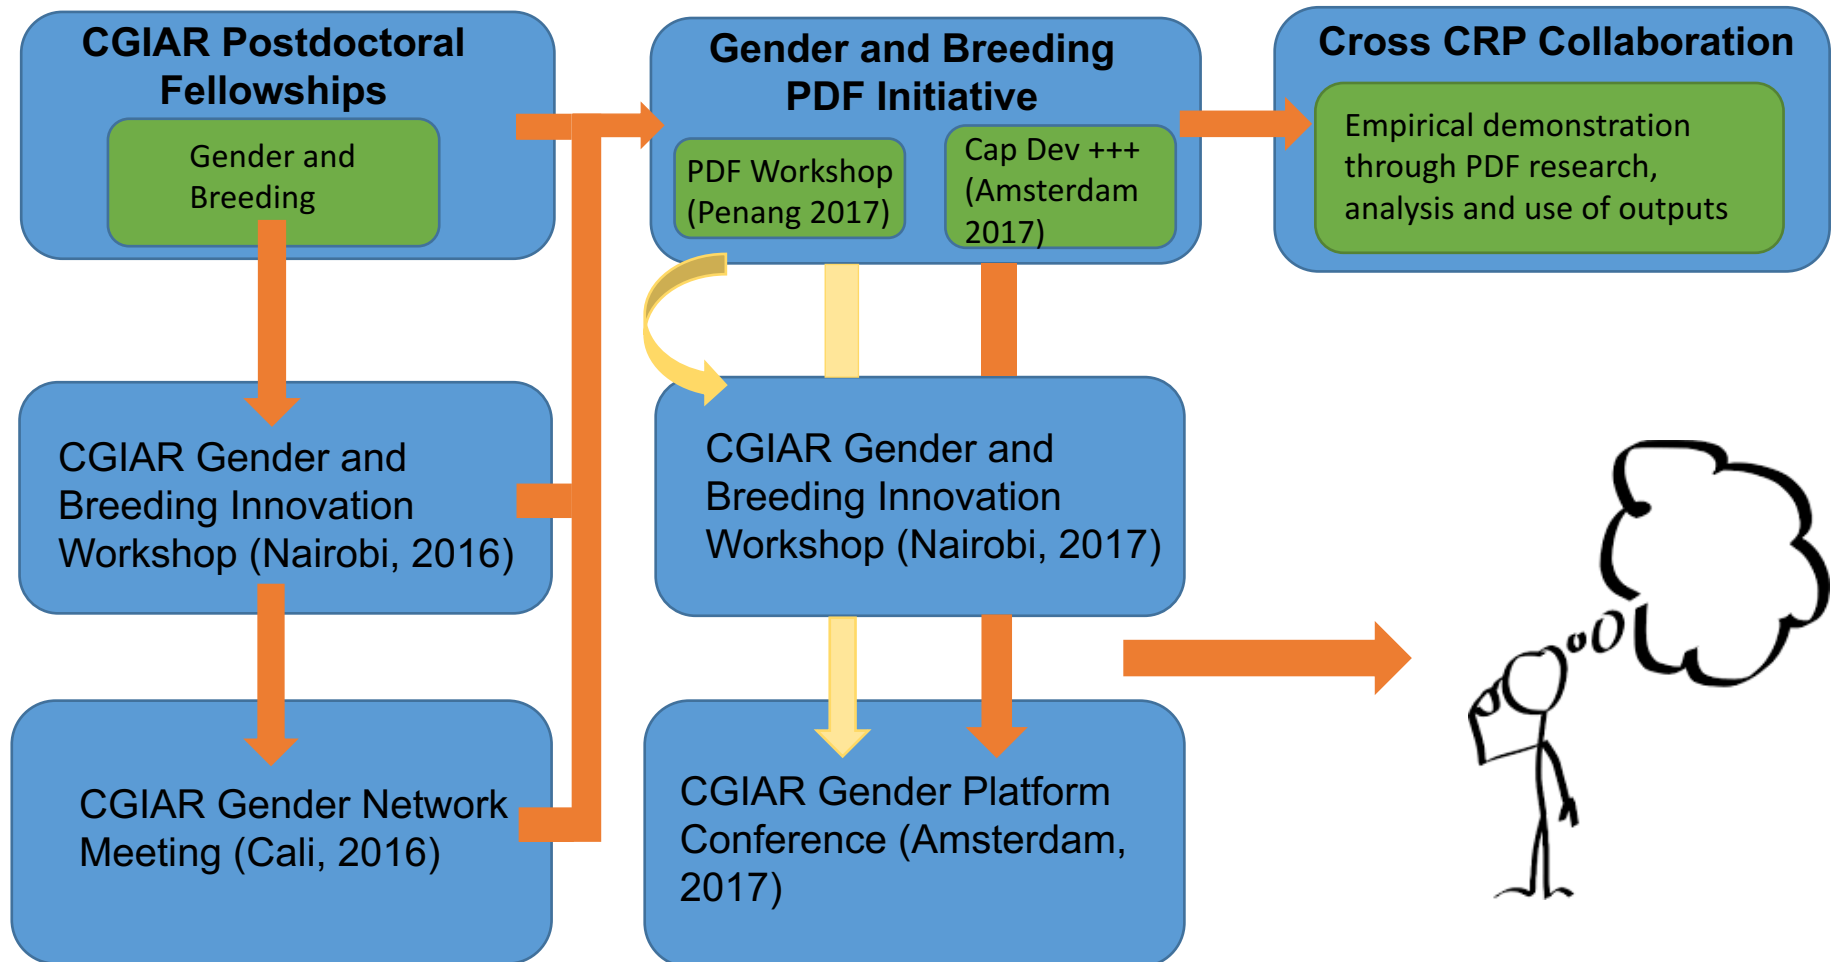 CGIAR Postdoctoral
Fellowships
Gender and
Breeding
CGIAR Gender and
Breeding Innovation
Workshop (Nairobi, 2016)
CGIAR Gender Network
Meeting (Cali, 2016)
Gender and Breeding
PDF Initiative
PDF Workshop
(Penang 2017)
Cap Dev +++
(Amsterdam
2017)
CGIAR Gender and
Breeding Innovation
Workshop (Nairobi, 2017)
CGIAR Gender Platform
Conference (Amsterdam,
2017)
Cross CRP Collaboration
Empirical demonstration
through PDF research,
analysis and use of outputs